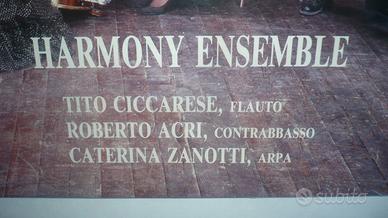 HARMONY ENSEMBLE
TITO CICCARESE, FLAUTO
ROBERTO ACRI, CONTRABBASSO
CATERINA ZANOTTI, ARPA
subito